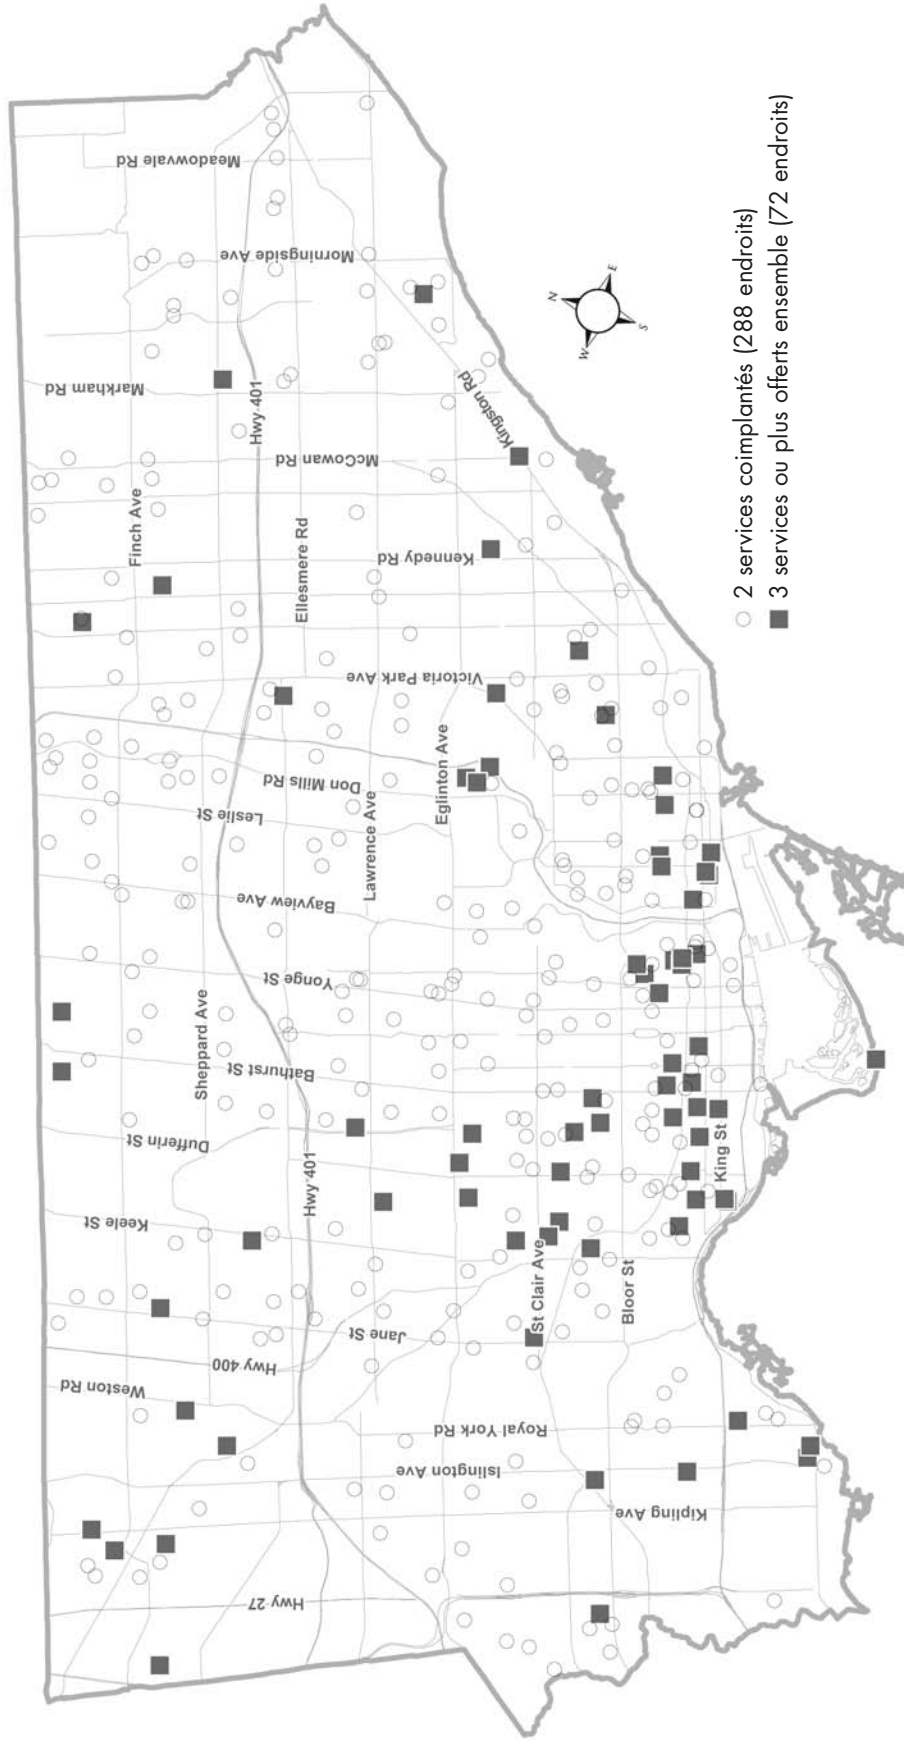 Meadowvale Rd
Morningside Ave
Markham Rd
Hwy 401
Kingston Rd
McCowan Rd
Finch Ave
Ellesmere Rd
Kennedy Rd
Victoria Park Ave
Eglinton Ave
Don Mills Rd
Leslie St
Lawrence Ave
Bayview Ave
Yonge St
Sheppard Ave
Bathurst St
Dufferin St
King St
Hwy 401
Keele St
St Clair Ave
Bloor St
Jane St
Hwy 400
Weston Rd
Royal York Rd
Islington Ave
Kipling Ave
Hwy 27
N
E
S
W
2 services coimplantés (288 endroits)
3 services ou plus offerts ensemble (72 endroits)